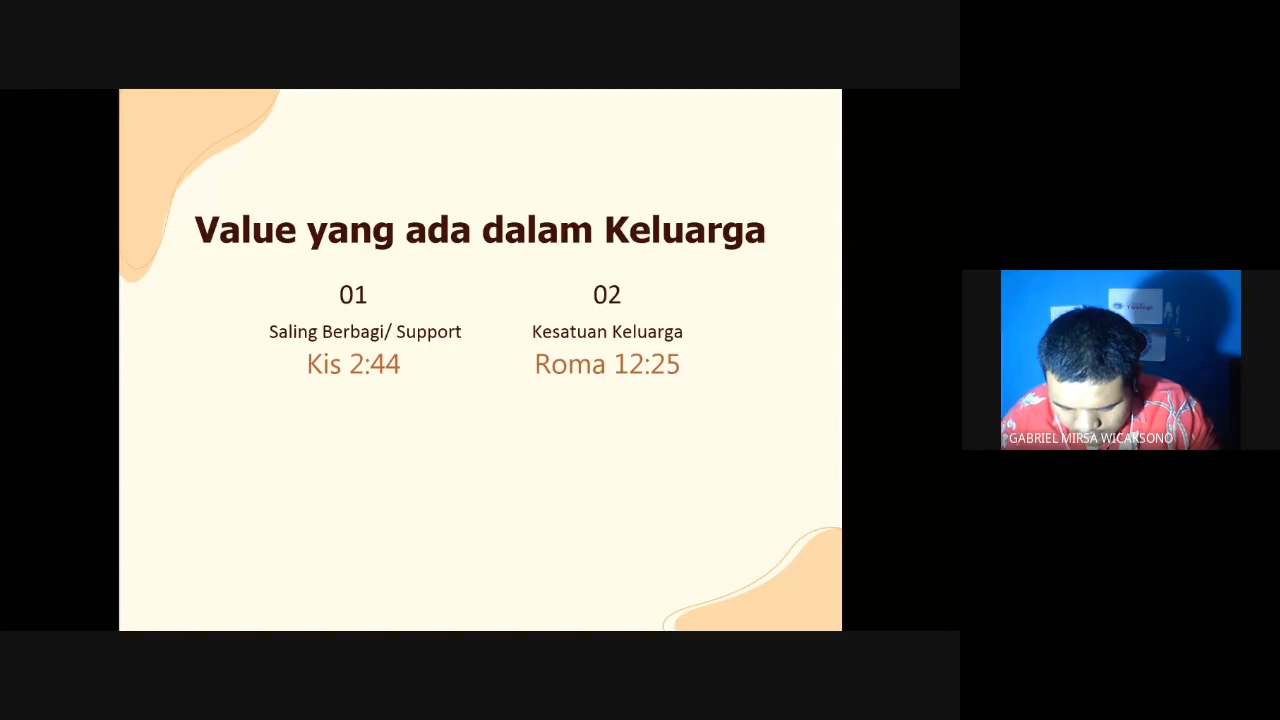 Value yang ada dalam Keluarga
01
Saling Berbagi/ Support
Kis 2:44
02
Kesatuan Keluarga
Roma 12:25
GABRIEL MIRSA WICAKSONO